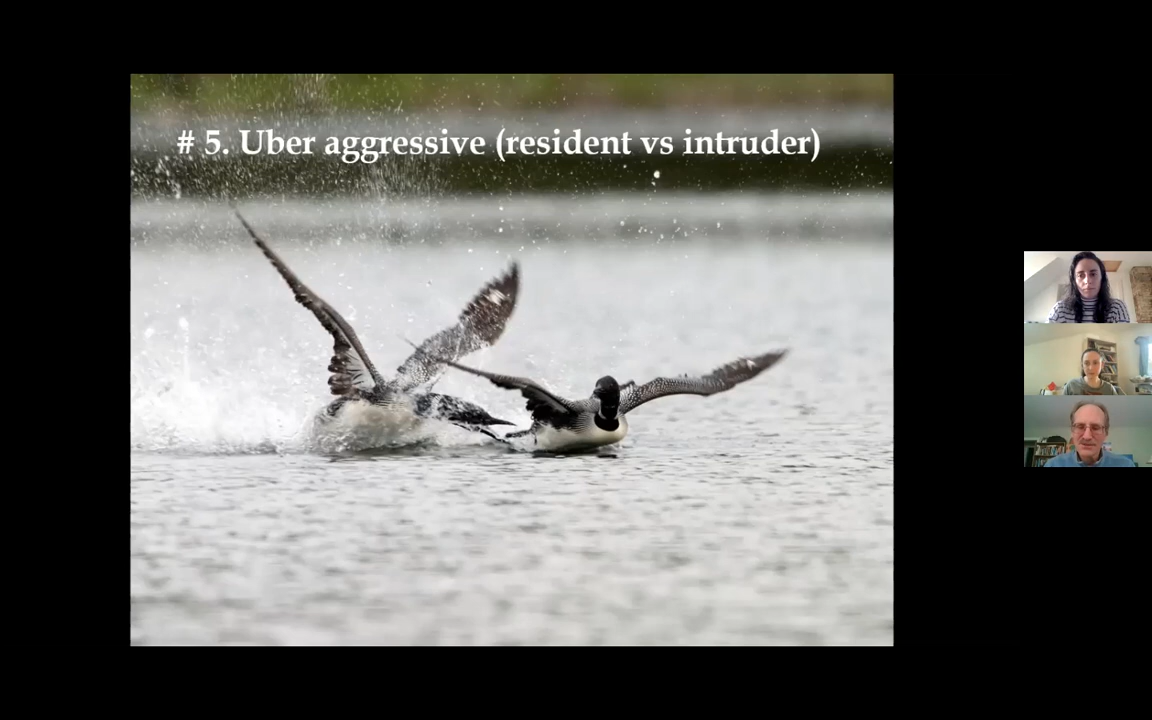 # 5. Uber aggressive (resident vs intruder)